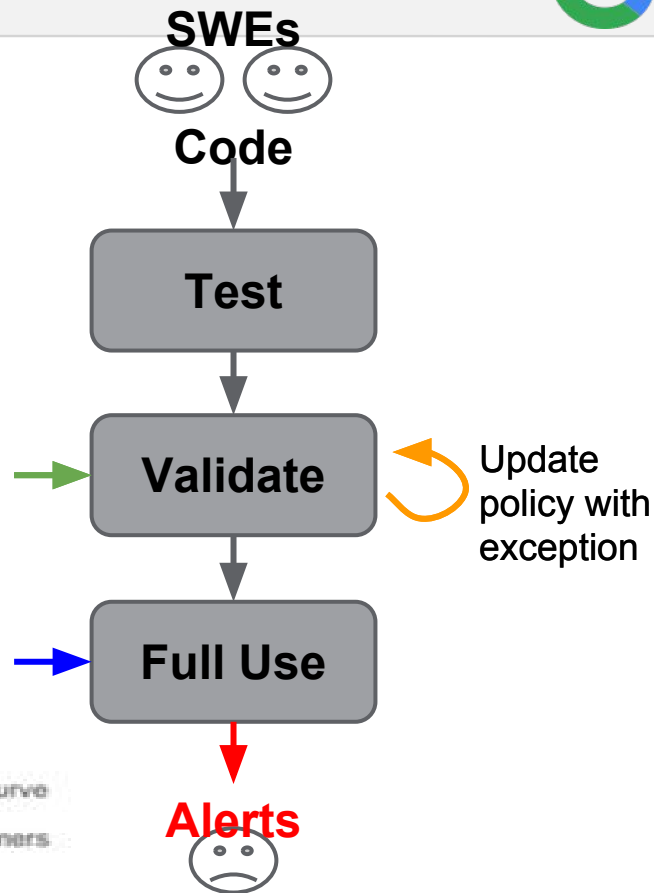 SWEs
Code
Test
Validate
Update
policy with
exception
Full Use
Alerts